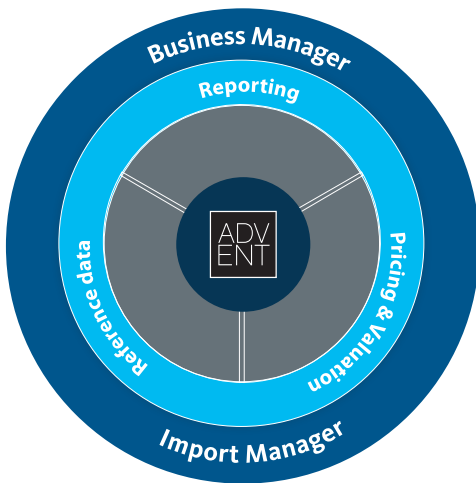 Business Manager
Reporting
ADV
ENT
Reference data
Pricing & Valuation
Import Manager